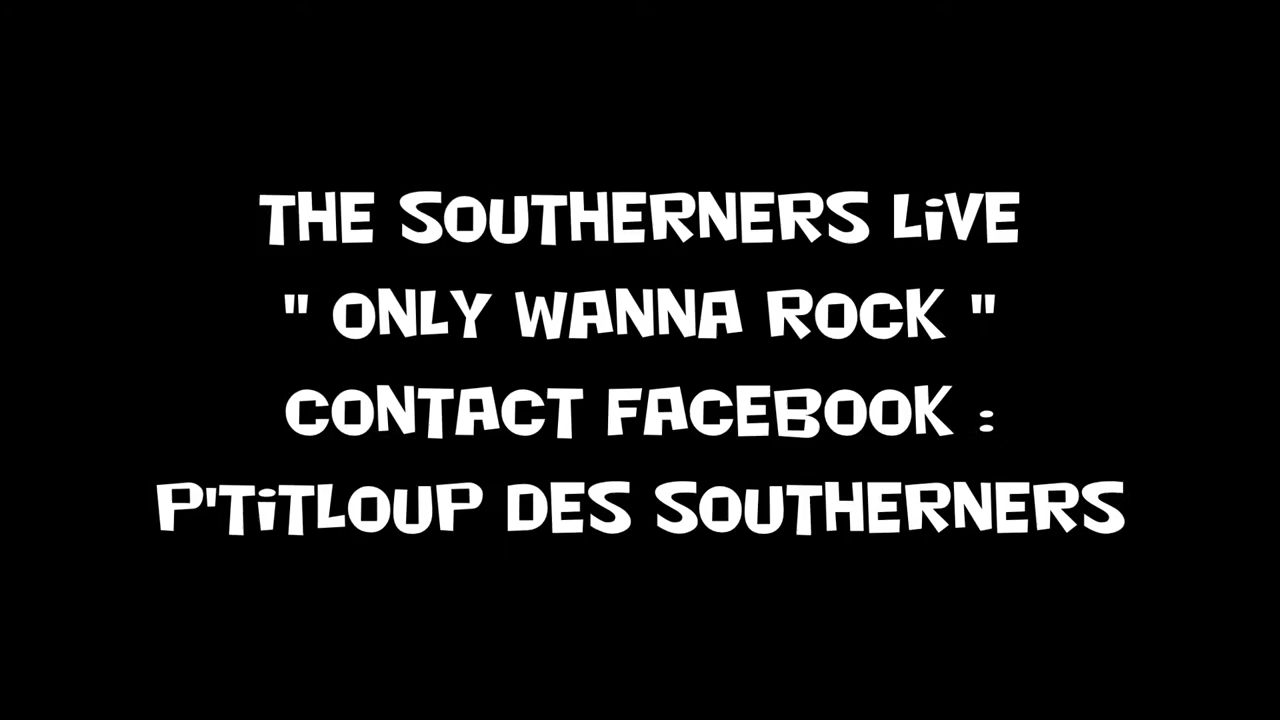 THE SOUTHERNERS LiVE
" ONLY WANNA ROCK "
CONTACT FACEBOOK :
P'TiTLOUP DES SOUTHERNERS